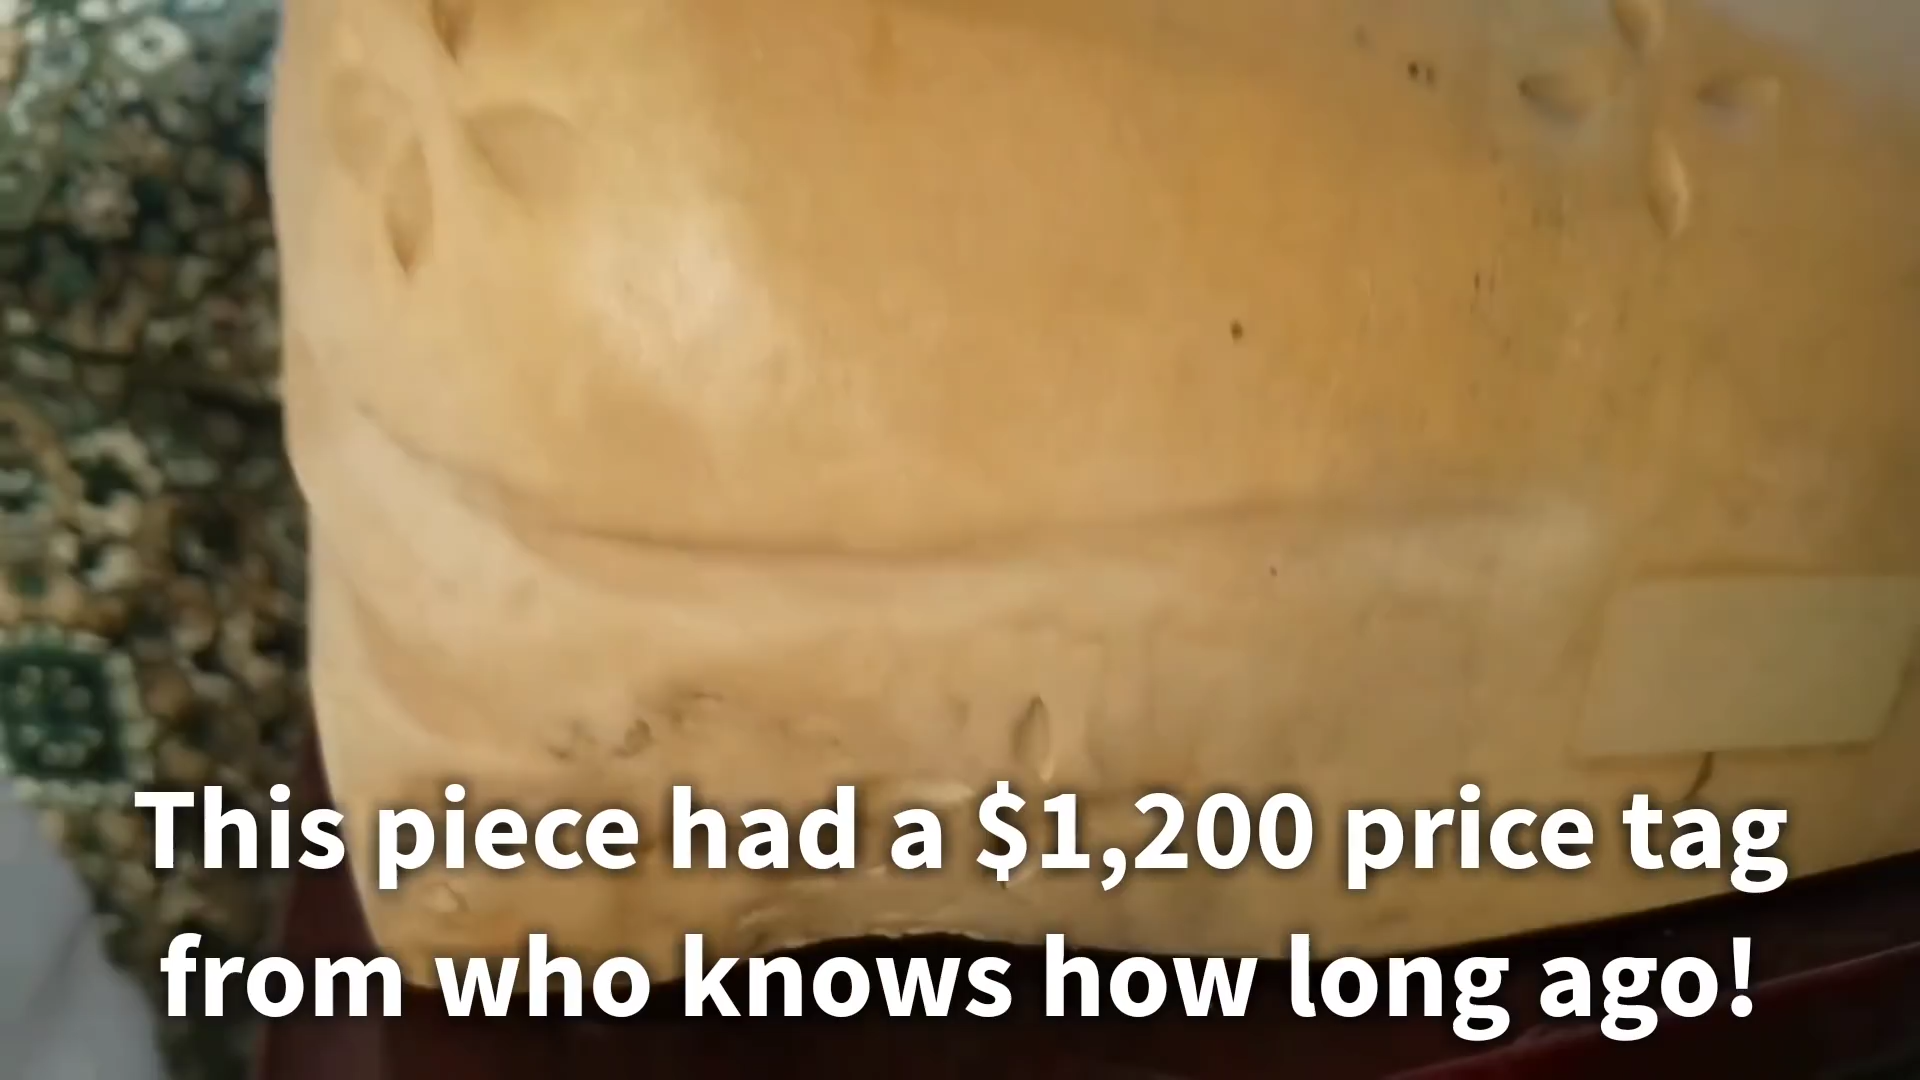 This piece had a $1,200 price tag
from who knows how long ago!